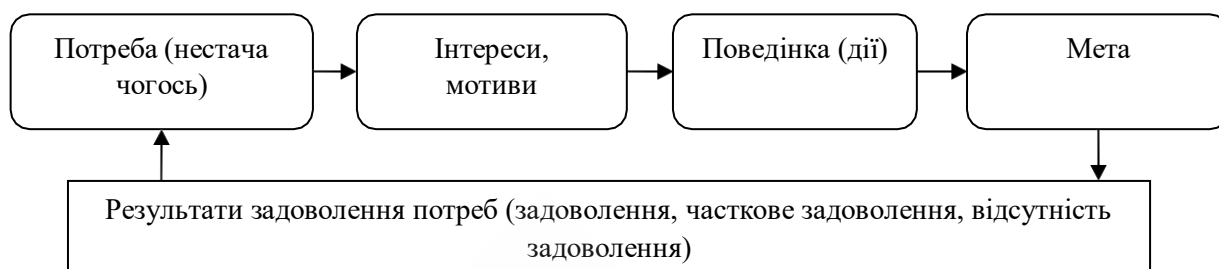 Потреба (нестача
чогось)
Інтереси,
мотиви
Поведінка (дії)
Мета
Результати задоволення потреб (задоволення, часткове задоволення, відсутність
задоволення)